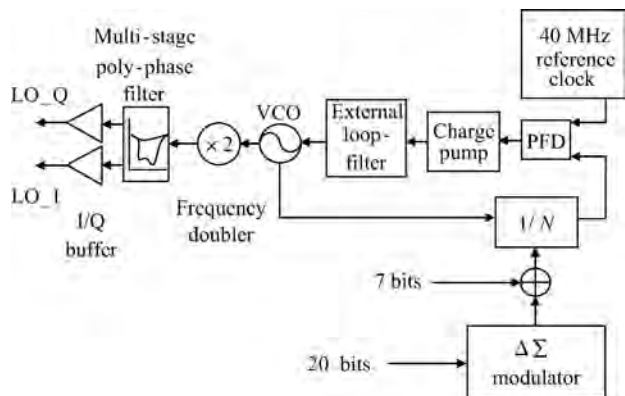 Multi-stage
poly-phase
filter
40 MHz
reference
clock
LO_Q
VCO
External
loop-
filter
Charge
pump
PFD
×2
LO_I
Frequency
doubler
I/Q
buffer
1/N
7 bits
20 bits
ΔΣ
modulator